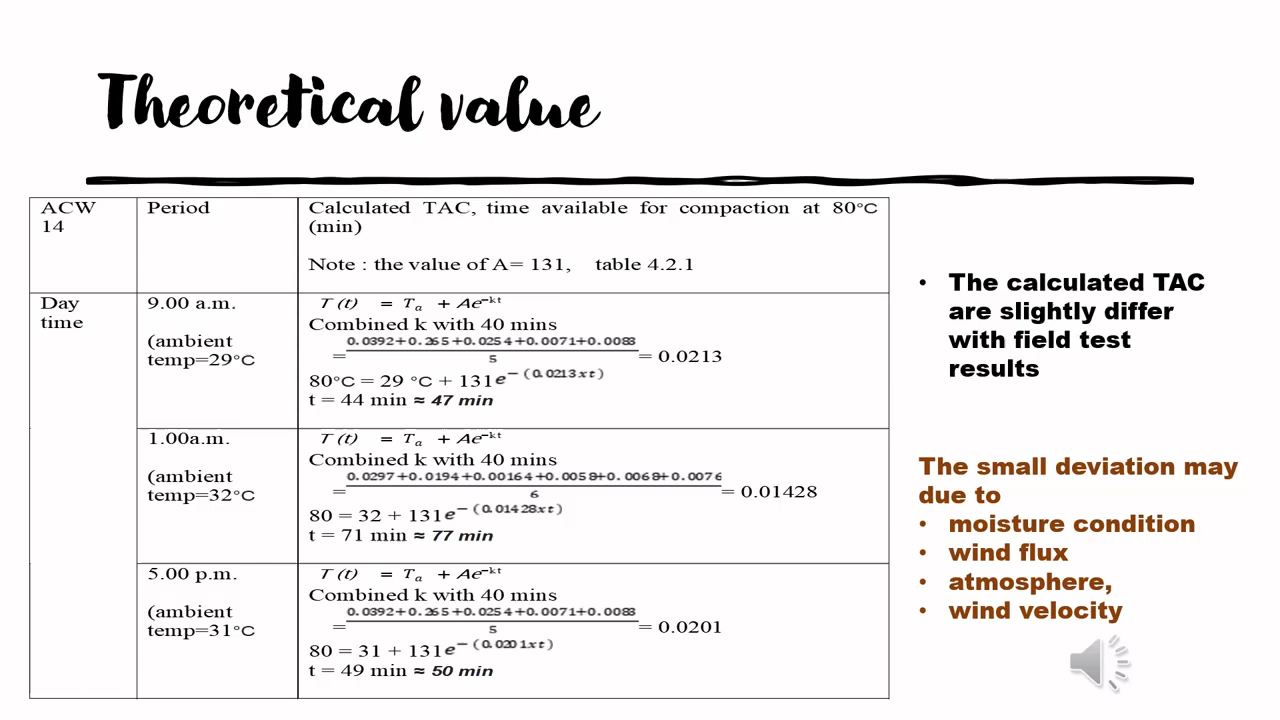 Theoretical value
ACW 14
Period
Calculated TAC, time available for compaction at 80°C (min)
Note : the value of A= 131, table 4.2.1
Day time
9.00 a.m.
(ambient temp=29°C
T(t) = Tₐ + Ae⁻ᵏᵗ
Combined k with 40 mins
= (0.0392+0.265+0.0254+0.0071+0.0088)/5 = 0.0213
80°C = 29 °C + 131e^−(0.0213xt)
t = 44 min ≈ 47 min
1.00a.m.
(ambient temp=32°C
T(t) = Tₐ + Ae⁻ᵏᵗ
Combined k with 40 mins
= (0.0297+0.0194+0.00164+0.0058+0.0068+0.0076)/6 = 0.01428
80 = 32 + 131e^−(0.01428xt)
t = 71 min ≈ 77 min
5.00 p.m.
(ambient temp=31°C
T(t) = Tₐ + Ae⁻ᵏᵗ
Combined k with 40 mins
= (0.0392+0.265+0.0254+0.0071+0.0088)/5 = 0.0201
80 = 31 + 131e^−(0.0201xt)
t = 49 min ≈ 50 min
• The calculated TAC
are slightly differ
with field test
results
The small deviation may
due to
• moisture condition
• wind flux
• atmosphere,
• wind velocity